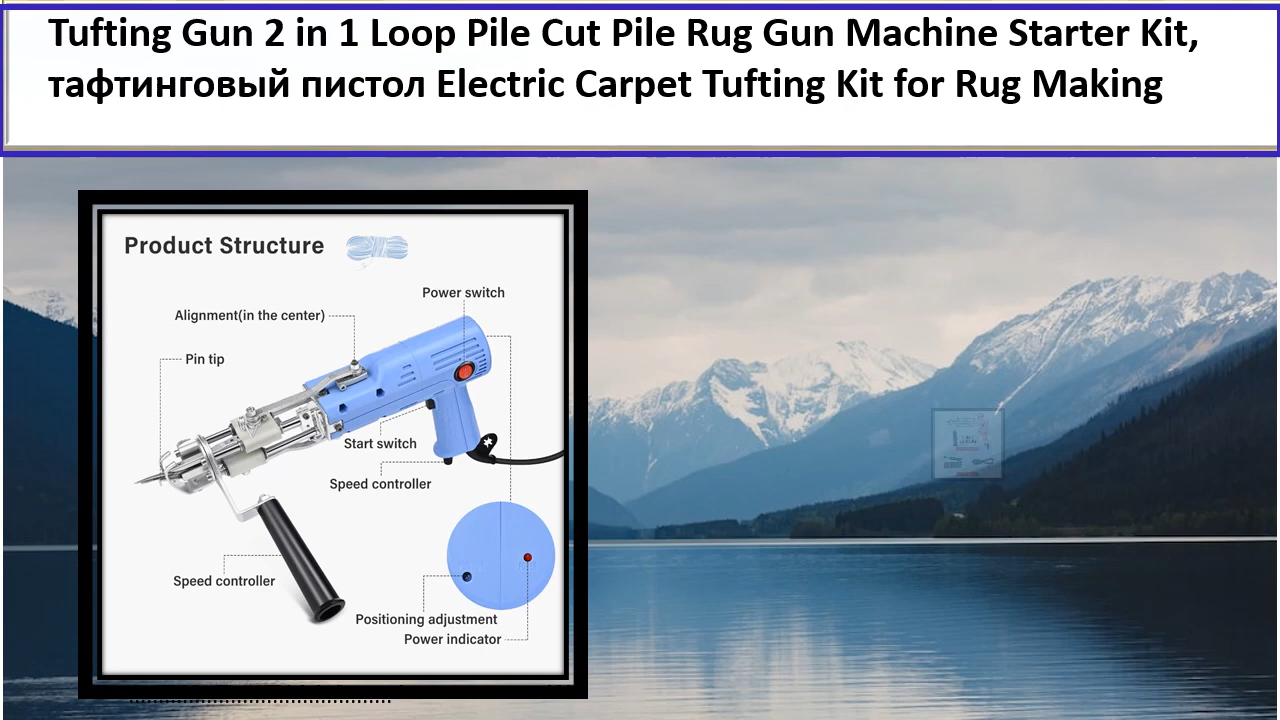 Tufting Gun 2 in 1 Loop Pile Cut Pile Rug Gun Machine Starter Kit,
тафтинговый пистол Electric Carpet Tufting Kit for Rug Making
Product Structure
Power switch
Alignment(in the center)
Pin tip
Start switch
Speed controller
Speed controller
Positioning adjustment
Power indicator